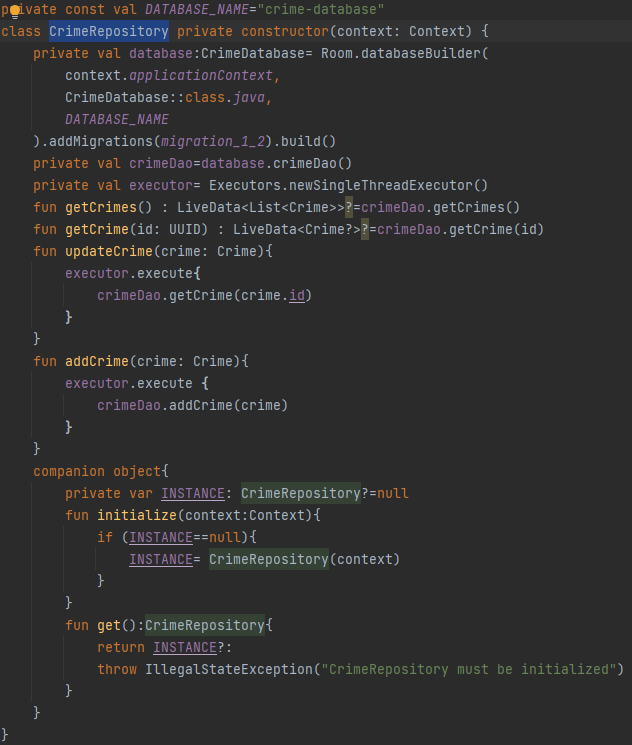 private const val DATABASE_NAME="crime-database"
class CrimeRepository private constructor(context: Context) {
    private val database:CrimeDatabase= Room.databaseBuilder(
        context.applicationContext,
        CrimeDatabase::class.java,
        DATABASE_NAME
    ).addMigrations(migration_1_2).build()
    private val crimeDao=database.crimeDao()
    private val executor= Executors.newSingleThreadExecutor()
    fun getCrimes() : LiveData<List<Crime>>?=crimeDao.getCrimes()
    fun getCrime(id: UUID) : LiveData<Crime?>?=crimeDao.getCrime(id)
    fun updateCrime(crime: Crime){
        executor.execute{
            crimeDao.getCrime(crime.id)
        }
    }
    fun addCrime(crime: Crime){
        executor.execute {
            crimeDao.addCrime(crime)
        }
    }
    companion object{
        private var INSTANCE: CrimeRepository?=null
        fun initialize(context:Context){
            if (INSTANCE==null){
                INSTANCE= CrimeRepository(context)
            }
        }
        fun get():CrimeRepository{
            return INSTANCE?:
            throw IllegalStateException("CrimeRepository must be initialized")
        }
    }
}